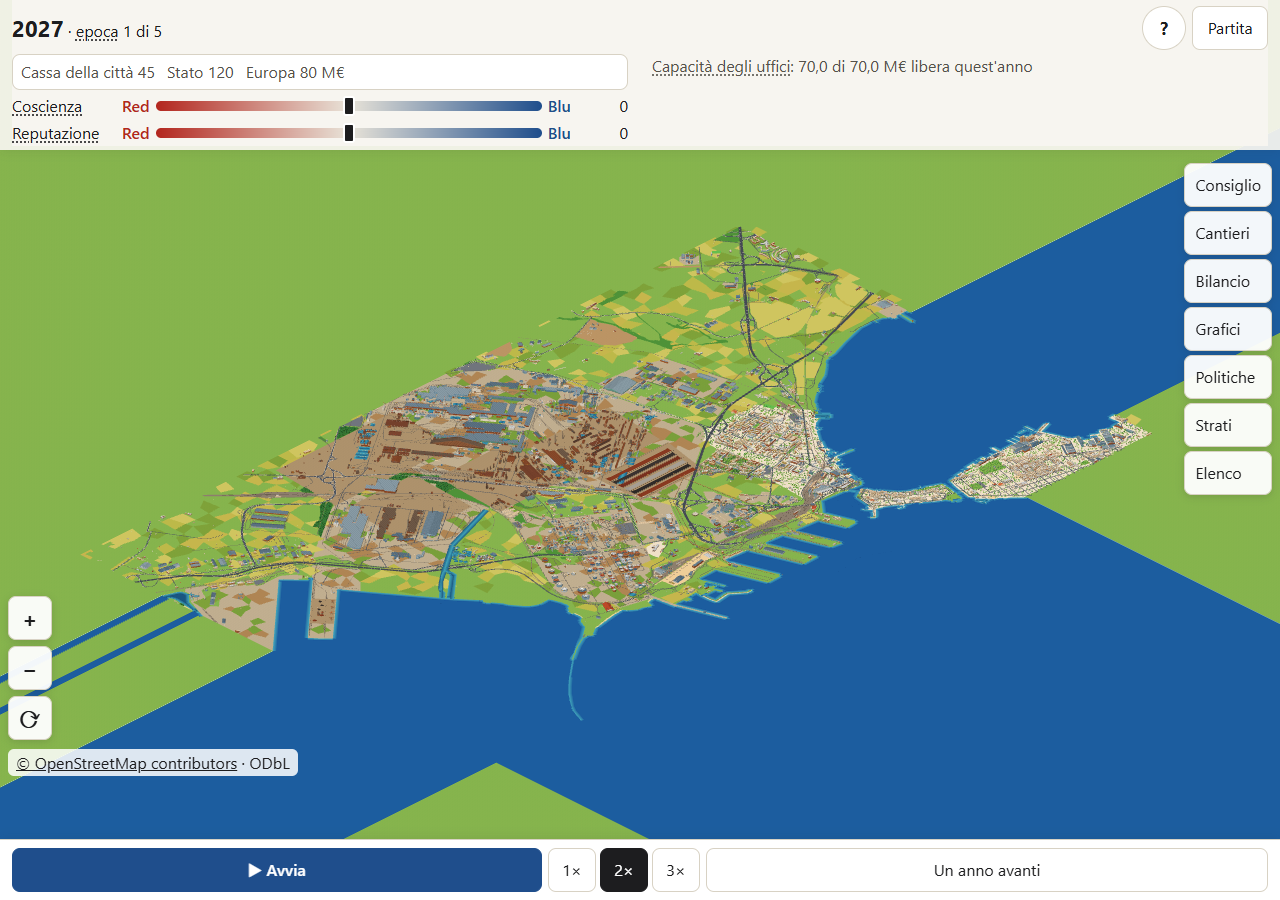 2027 · epoca 1 di 5
?
Partita
Cassa della città 45 Stato 120 Europa 80 M€
Capacità degli uffici: 70,0 di 70,0 M€ libera quest'anno
Coscienza Red Blu 0
Reputazione Red Blu 0
Consiglio
Cantieri
Bilancio
Grafici
Politiche
Strati
Elenco
+
−
© OpenStreetMap contributors · ODbL
▶ Avvia
1×
2×
3×
Un anno avanti